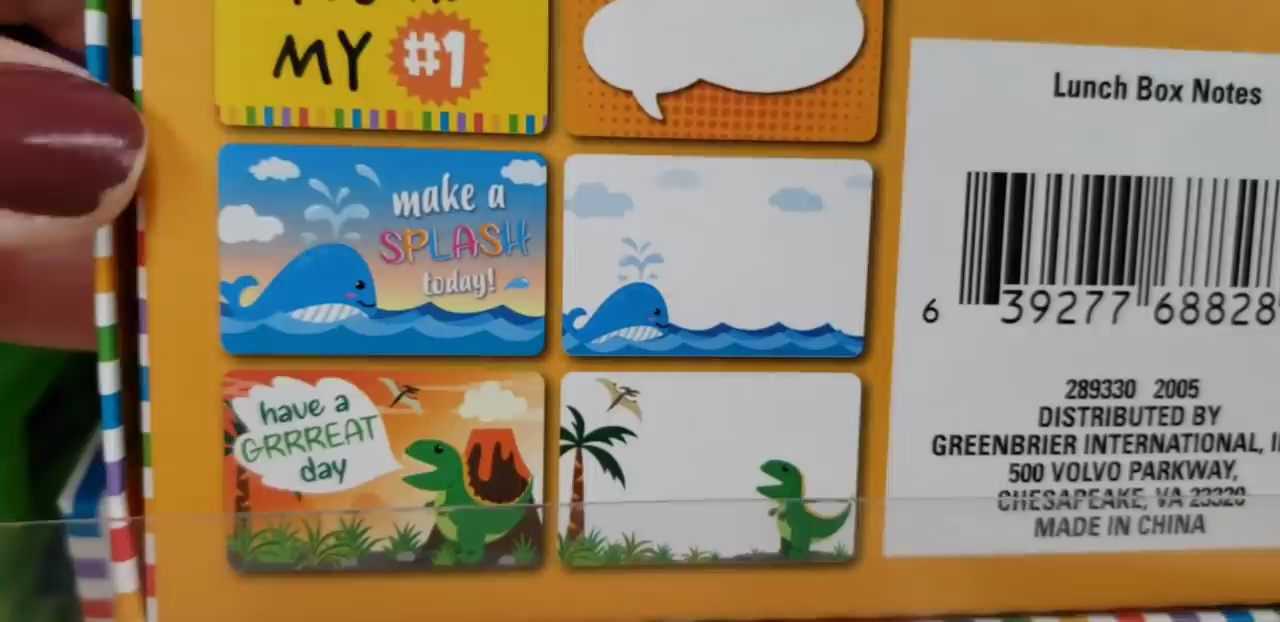 MY #1
make a
SPLASH
today!
have a
GRRREAT
day
Lunch Box Notes
6 39277 68828
289330 2005
DISTRIBUTED BY
GREENBRIER INTERNATIONAL,
500 VOLVO PARKWAY,
CHESAPEAKE, VA 23320
MADE IN CHINA